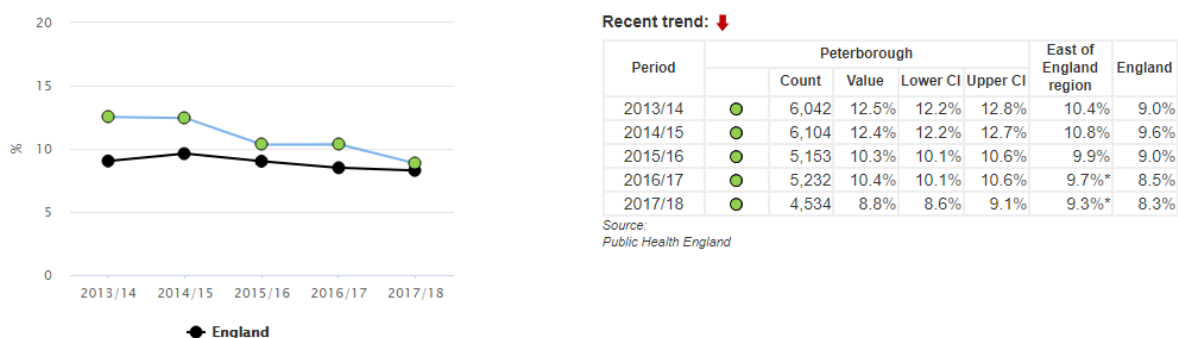 20
15
10
5
0
%
2013/14 2014/15 2015/16 2016/17 2017/18
England
Recent trend:
Period Peterborough East of England region England
Count Value Lower CI Upper CI
2013/14 6,042 12.5% 12.2% 12.8% 10.4% 9.0%
2014/15 6,104 12.4% 12.2% 12.7% 10.8% 9.6%
2015/16 5,153 10.3% 10.1% 10.6% 9.9% 9.0%
2016/17 5,232 10.4% 10.1% 10.6% 9.7%* 8.5%
2017/18 4,534 8.8% 8.6% 9.1% 9.3%* 8.3%
Source:
Public Health England